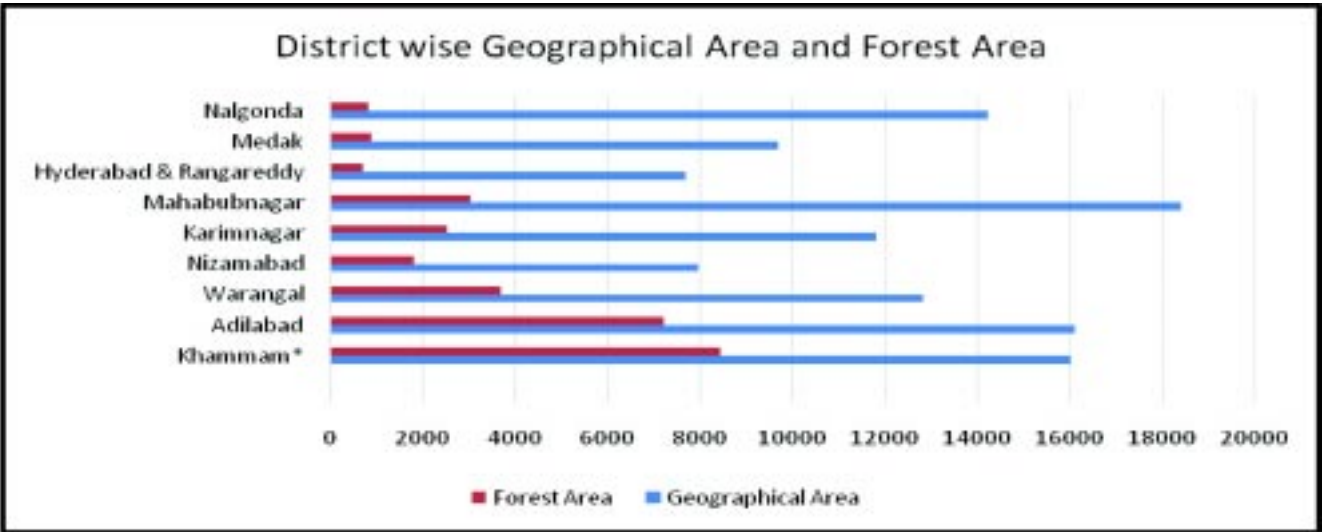 District wise Geographical Area and Forest Area
Nalgonda
Medak
Hyderabad & Rangareddy
Mahabubnagar
Karimnagar
Nizamabad
Warangal
Adilabad
Khammam*
0 2000 4000 6000 8000 10000 12000 14000 16000 18000 20000
Forest Area Geographical Area